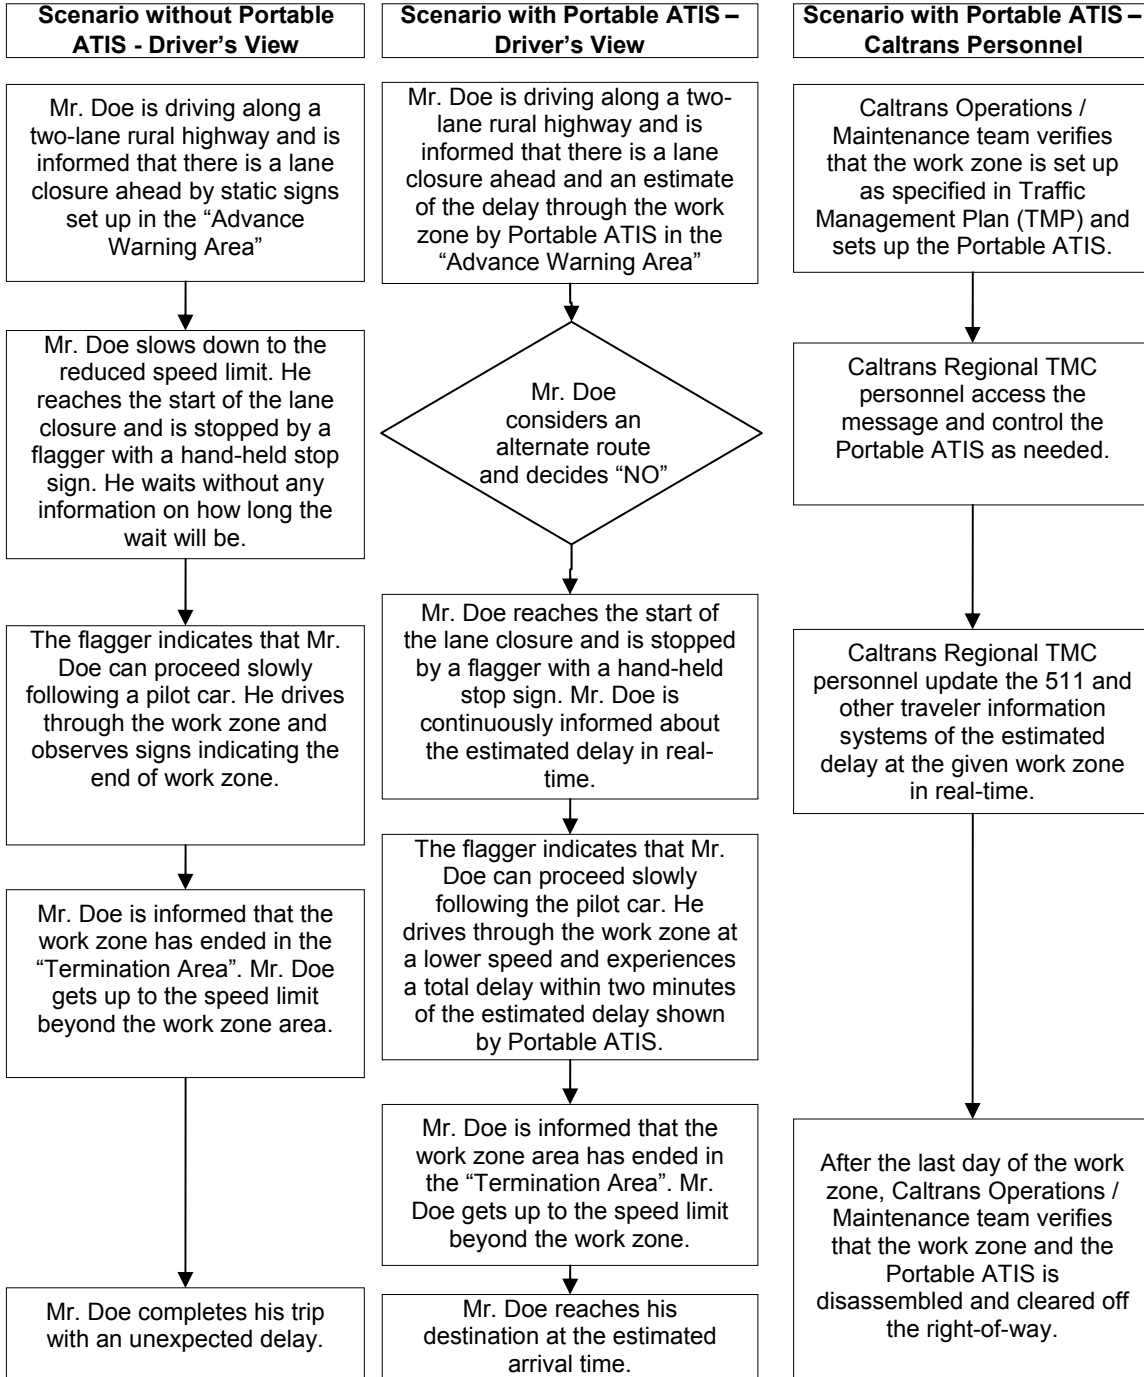 Scenario without Portable
ATIS - Driver's View
Mr. Doe is driving along a
two-lane rural highway and is
informed that there is a lane
closure ahead by static signs
set up in the “Advance
Warning Area”
Mr. Doe slows down to the
reduced speed limit. He
reaches the start of the lane
closure and is stopped by a
flagger with a hand-held stop
sign. He waits without any
information on how long the
wait will be.
The flagger indicates that Mr.
Doe can proceed slowly
following a pilot car. He drives
through the work zone and
observes signs indicating the
end of work zone.
Mr. Doe is informed that the
work zone has ended in the
“Termination Area”. Mr. Doe
gets up to the speed limit
beyond the work zone area.
Mr. Doe completes his trip
with an unexpected delay.
Scenario with Portable ATIS –
Driver's View
Mr. Doe is driving along a two-
lane rural highway and is
informed that there is a lane
closure ahead and an estimate
of the delay through the work
zone by Portable ATIS in the
“Advance Warning Area”
Mr. Doe
considers an
alternate route
and decides “NO”
Mr. Doe reaches the start of
the lane closure and is stopped
by a flagger with a hand-held
stop sign. Mr. Doe is
continuously informed about
the estimated delay in real-
time.
The flagger indicates that Mr.
Doe can proceed slowly
following the pilot car. He
drives through the work zone at
a lower speed and experiences
a total delay within two minutes
of the estimated delay shown
by Portable ATIS.
Mr. Doe is informed that the
work zone area has ended in
the “Termination Area”. Mr.
Doe gets up to the speed limit
beyond the work zone.
Mr. Doe reaches his
destination at the estimated
arrival time.
Scenario with Portable ATIS –
Caltrans Personnel
Caltrans Operations /
Maintenance team verifies
that the work zone is set up
as specified in Traffic
Management Plan (TMP) and
sets up the Portable ATIS.
Caltrans Regional TMC
personnel access the
message and control the
Portable ATIS as needed.
Caltrans Regional TMC
personnel update the 511 and
other traveler information
systems of the estimated
delay at the given work zone
in real-time.
After the last day of the work
zone, Caltrans Operations /
Maintenance team verifies
that the work zone and the
Portable ATIS is
disassembled and cleared off
the right-of-way.